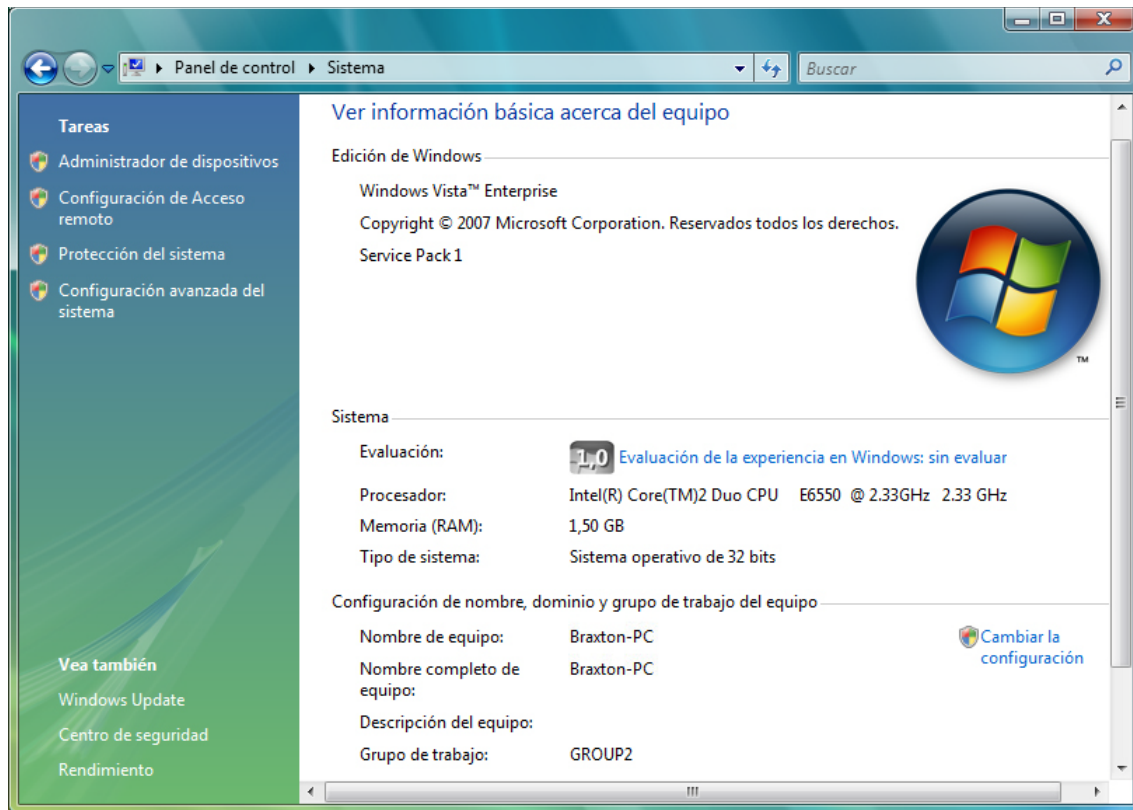 Panel de control ▸ Sistema
Buscar
Tareas
Administrador de dispositivos
Configuración de Acceso
remoto
Protección del sistema
Configuración avanzada del
sistema
Vea también
Windows Update
Centro de seguridad
Rendimiento
Ver información básica acerca del equipo
Edición de Windows
Windows Vista™ Enterprise
Copyright © 2007 Microsoft Corporation. Reservados todos los derechos.
Service Pack 1
TM
Sistema
Evaluación: 1,0 Evaluación de la experiencia en Windows: sin evaluar
Procesador: Intel(R) Core(TM)2 Duo CPU E6550 @ 2.33GHz 2.33 GHz
Memoria (RAM): 1,50 GB
Tipo de sistema: Sistema operativo de 32 bits
Configuración de nombre, dominio y grupo de trabajo del equipo
Nombre de equipo: Braxton-PC
Cambiar la
configuración
Nombre completo de
equipo:
Braxton-PC
Descripción del equipo:
Grupo de trabajo: GROUP2